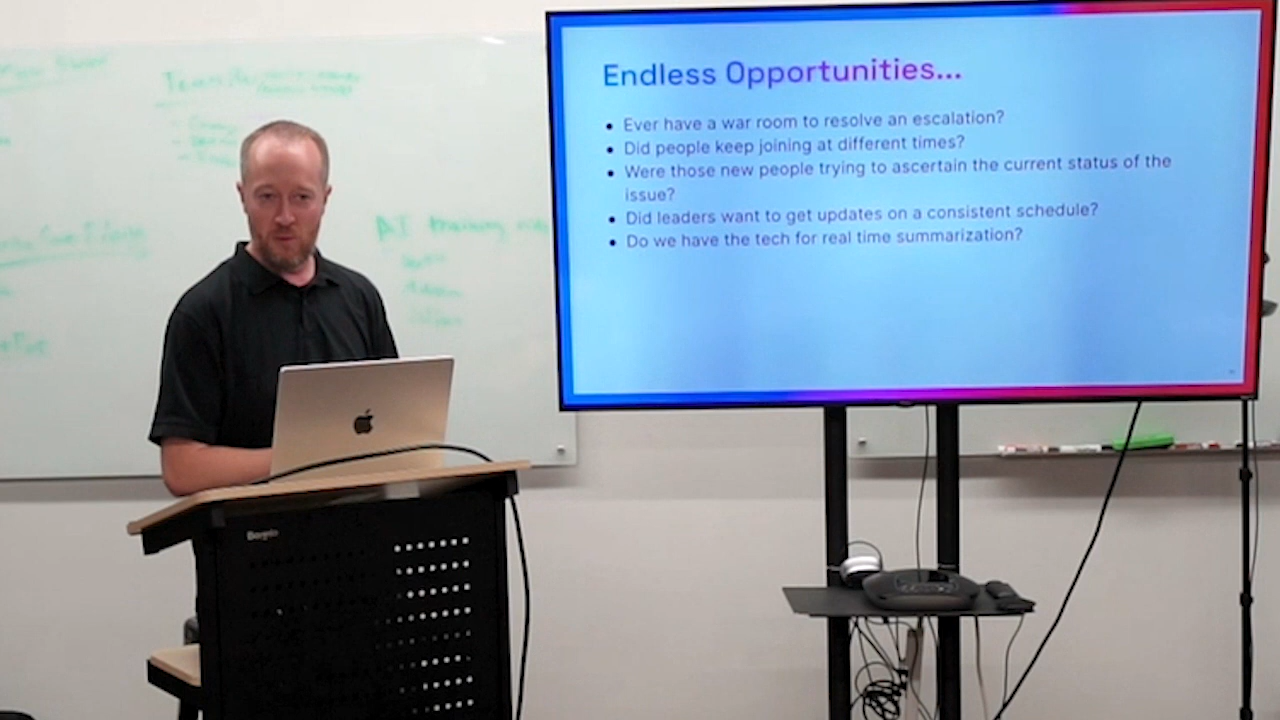 Endless Opportunities...
Ever have a war room to resolve an escalation?
Did people keep joining at different times?
Were those new people trying to ascertain the current status of the
issue?
Did leaders want to get updates on a consistent schedule?
Do we have the tech for real time summarization?
AI training